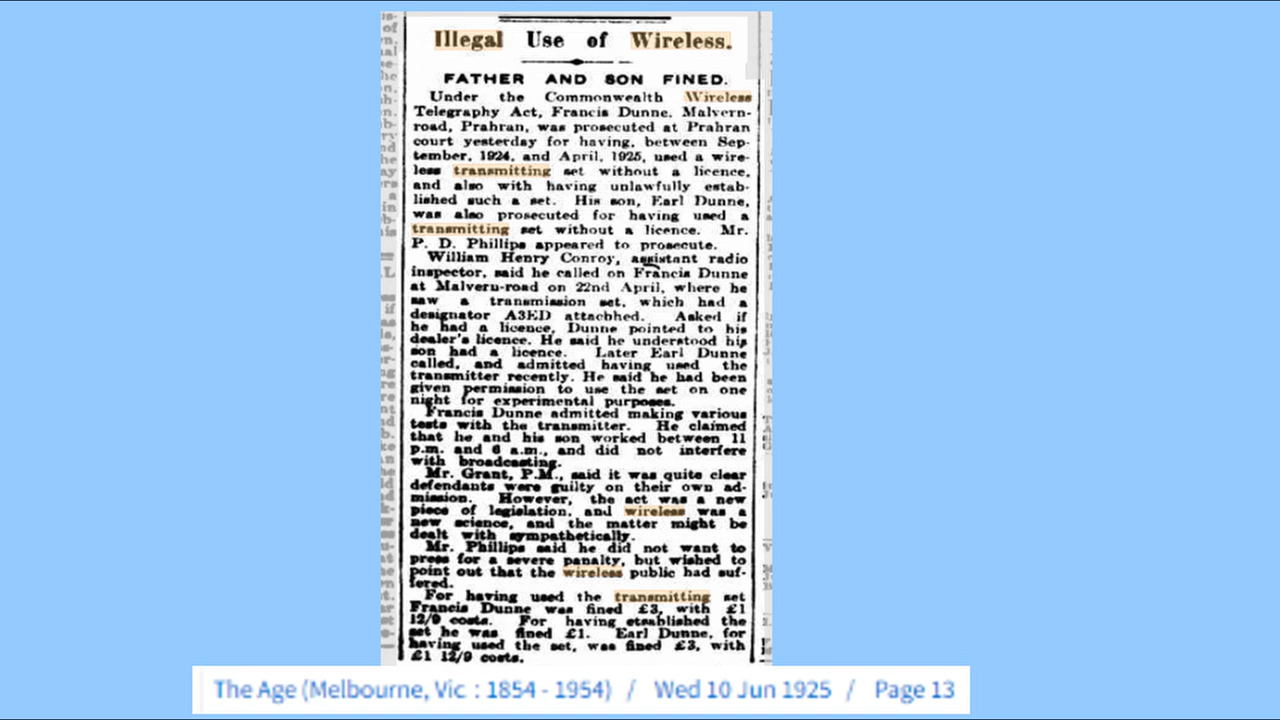 Illegal Use of Wireless.
FATHER AND SON FINED.
Under the Commonwealth Wireless
Telegraphy Act, Francis Dunne. Malvern-
road, Prahran, was prosecuted at Prahran
court yesterday for having, between Sep-
tember, 1924, and April, 1925, used a wire-
less transmitting set without a licence,
and also with having unlawfully estab-
lished such a set. His son, Earl Dunne,
was also prosecuted for having used a
transmitting set without a licence. Mr.
P. D. Phillips appeared to prosecute.
William Henry Conroy, assistant radio
inspector, said he called on Francis Dunne
at Malveru-road on 22nd April, where he
saw a transmission set, which had a
designator A3ED attacbhed. Asked if
he had a licence, Dunne pointed to his
dealer's licence. He said he understood his
son had a licence. Later Earl Dunne
called, and admitted having used the
transmitter recently. He said he had been
given permission to use the set on one
night for experimental purposes.
Francis Dunne admitted making various
tests with the transmitter. He claimed
that he and his son worked between 11
p.m. and 6 a.m., and did not interfere
with broadcasting.
Mr. Grant, P.M., said it was quite clear
defendants were guilty on their own ad-
mission. However, the act was a new
piece of legislation, and wireless was a
new science, and the matter might be
dealt with sympathetically.
Mr. Phillips said he did not want to
press for a severe penalty, but wished to
point out that the wireless public had suf-
fered.
For having used the transmitting set
Francis Dunne was fined £3, with £1
12/9 costs. For having established the
set he was fined £1. Earl Dunne, for
having used the set, was fined £3, with
£1 12/9 costs.
The Age (Melbourne, Vic : 1854 - 1954) / Wed 10 Jun 1925 / Page 13